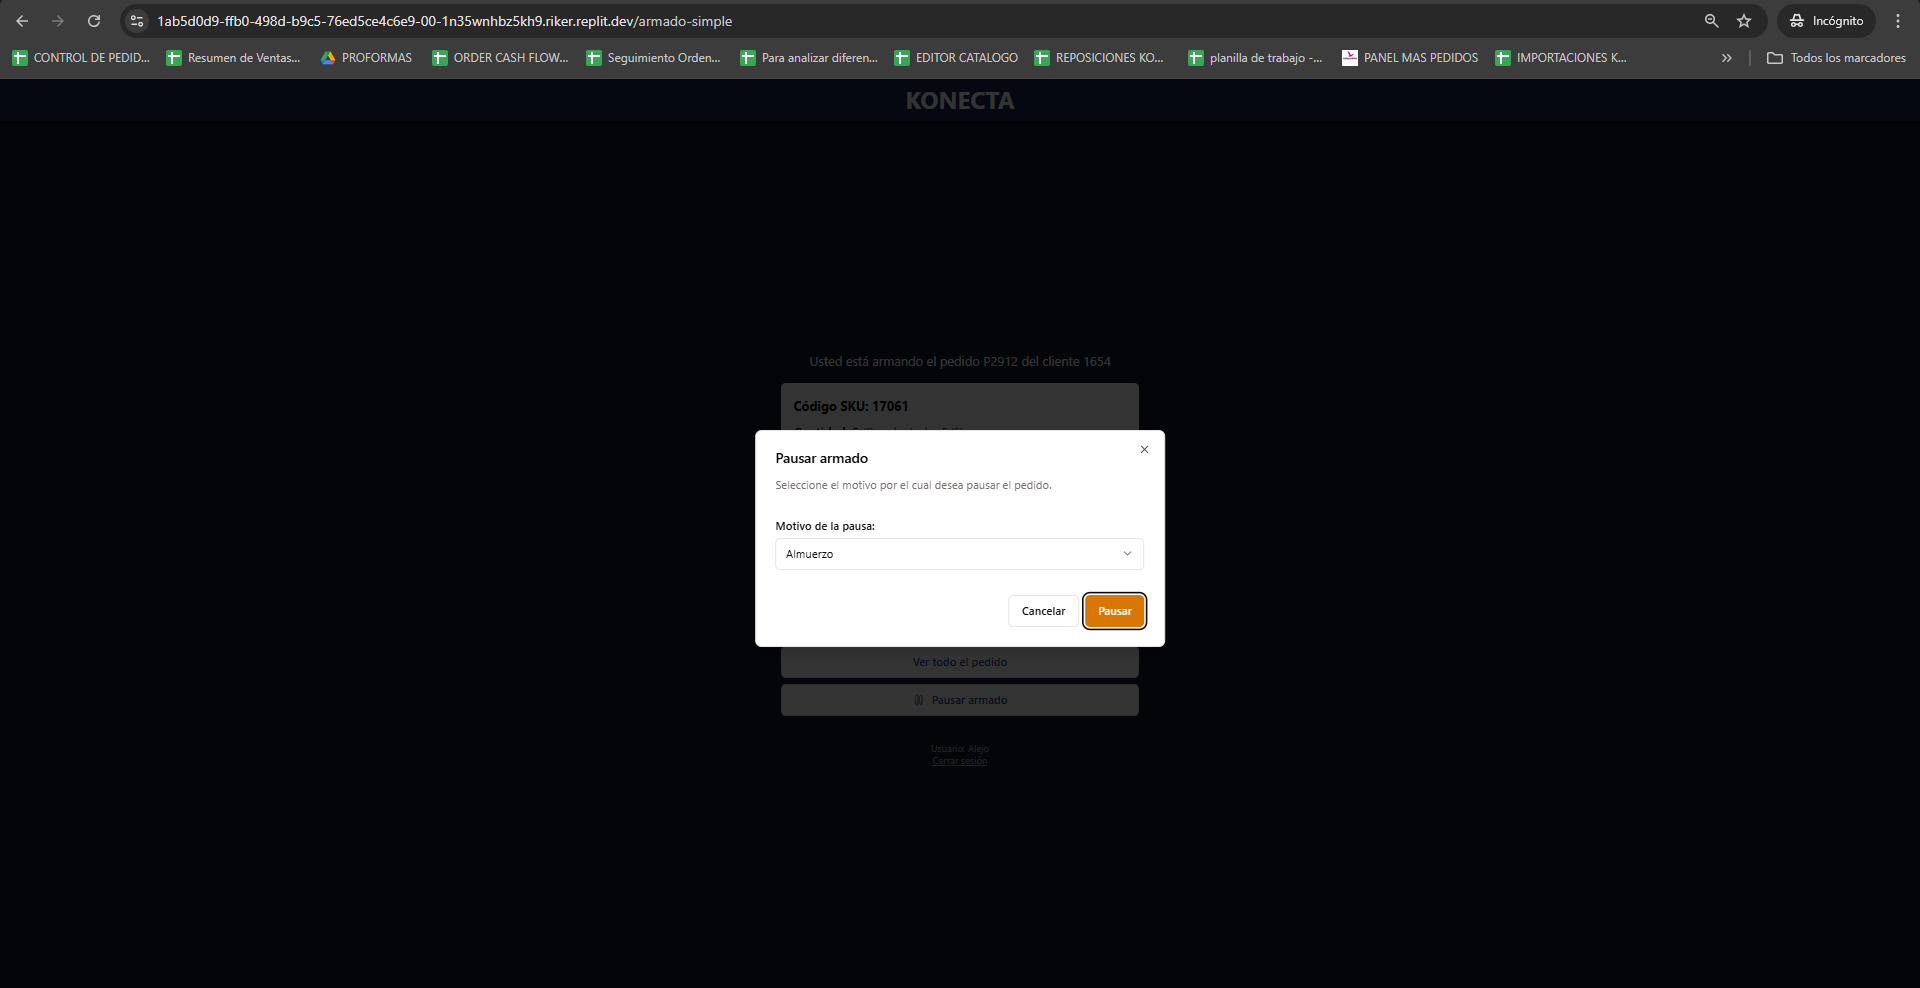 1ab5d0d9-ffb0-498d-b9c5-76ed5ce4c6e9-00-1n35wnhbz5kh9.riker.replit.dev/armado-simple
Incógnito
CONTROL DE PEDID...
Resumen de Ventas...
PROFORMAS
ORDER CASH FLOW...
Seguimiento Orden...
Para analizar diferen...
EDITOR CATALOGO
REPOSICIONES KO...
planilla de trabajo -...
PANEL MAS PEDIDOS
IMPORTACIONES K...
Todos los marcadores
KONECTA
Usted está armando el pedido P2912 del cliente 1654
Código SKU: 17061
Pausar armado
Seleccione el motivo por el cual desea pausar el pedido.
Motivo de la pausa:
Almuerzo
Cancelar
Pausar
Ver todo el pedido
Pausar armado
Usuario: Alejo
Cerrar sesión